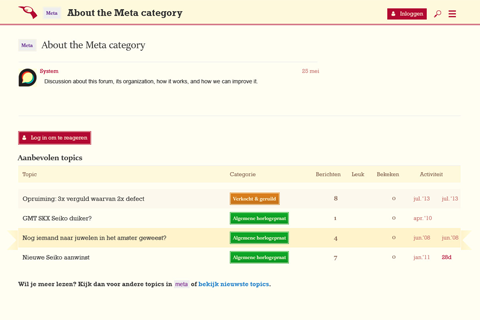 Meta About the Meta category Inloggen
Meta About the Meta category
System 25 mei
Discussion about this forum, its organization, how it works, and how we can improve it.
Log in om te reageren
Aanbevolen topics
Topic Categorie Berichten Leuk Bekeken Activiteit
Opruiming: 3x verguld waarvan 2x defect Verkocht & geruild 8 0 jul. '13 jul. '13
GMT SKX Seiko duiker? Algemene horlogepraat 1 0 apr. '10
Nog iemand naar juwelen in het amster geweest? Algemene horlogepraat 4 0 jun.'08 jun.'08
Nieuwe Seiko aanwinst Algemene horlogepraat 7 0 jan.'11 28d
Wil je meer lezen? Kijk dan voor andere topics in meta of bekijk nieuwste topics.